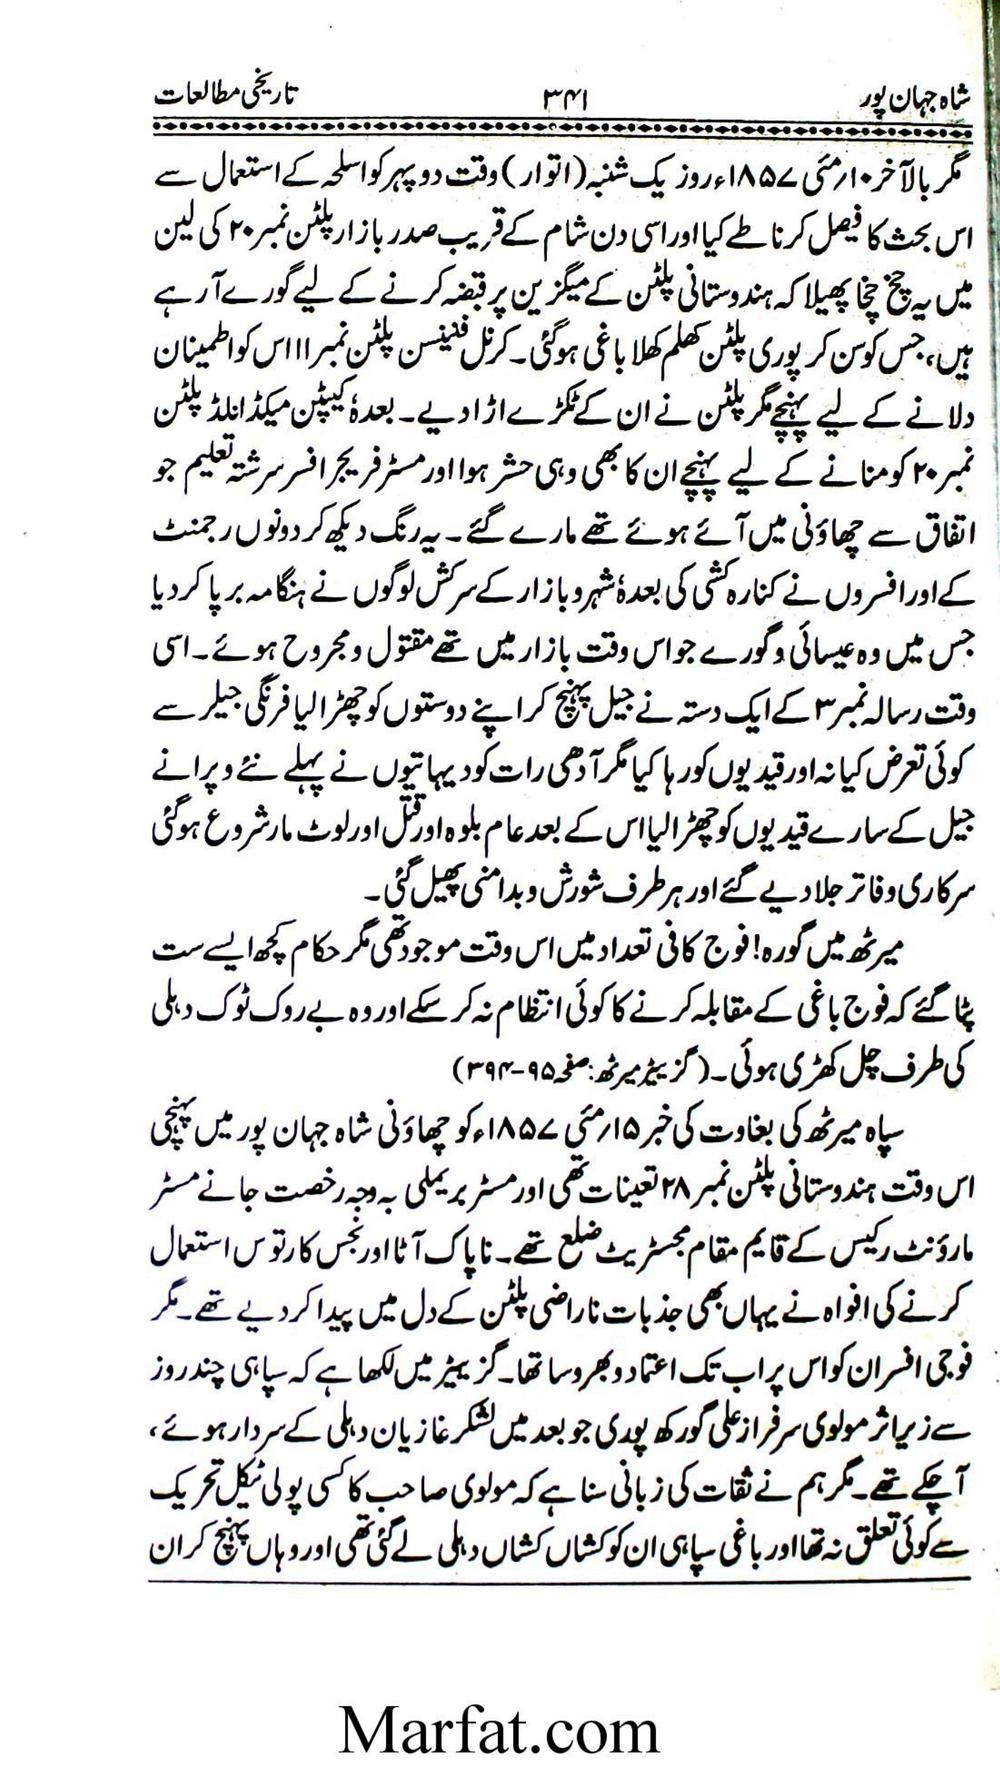 شاہ جہان پور ۳۴۱ تاریخی مطالعات
مگر بالآخر ۱۰ مئی ۱۸۵۷ء روز یک شنبہ (اتوار) وقت دوپہر کو اسلحہ کے استعمال سے
اس بحث کا فیصل کرنا طے کیا اور اسی دن شام کے قریب صدر بازار پلٹن نمبر ۲۰ کی لین
میں یہ چخ چخا پھیلا کہ ہندوستانی پلٹن کے میگزین پر قبضہ کرنے کے لیے گورے آ رہے
ہیں، جس کو سن کر پوری پلٹن کھلم کھلا باغی ہوگئی۔ کرنل فنینسن پلٹن نمبر ۱۱ اس کو اطمینان
دلانے کے لیے پہنچے مگر پلٹن نے ان کے ٹکڑے اڑا دیے۔ بعدہٗ کیپٹن میکڈانلڈ پلٹن
نمبر ۲۰ کو منانے کے لیے پہنچے ان کا بھی وہی حشر ہوا اور مسٹر فریجر افسر سرشتہ تعلیم جو
اتفاق سے چھاؤنی میں آئے ہوئے تھے مارے گئے۔ یہ رنگ دیکھ کر دونوں رجمنٹ
کے اور افسروں نے کنارہ کشی کی بعدہٗ شہر و بازار کے سرکش لوگوں نے ہنگامہ برپا کر دیا
جس میں وہ عیسائی و گورے جو اس وقت بازار میں تھے مقتول و مجروح ہوئے۔ اسی
وقت رسالہ نمبر ۳ کے ایک دستہ نے جیل پہنچ کر اپنے دوستوں کو چھڑا لیا فرنگی جیلر سے
کوئی تعرض کیا نہ اور قیدیوں کو رہا کیا مگر آدھی رات کو دیہاتیوں نے پہلے نئے و پرانے
جیل کے سارے قیدیوں کو چھڑا لیا اس کے بعد عام بلوہ اور قتل اور لوٹ مار شروع ہوگئی
سرکاری دفاتر جلا دیے گئے اور ہر طرف شورش و بدامنی پھیل گئی۔
میرٹھ میں گورہ! فوج کافی تعداد میں اس وقت موجود تھی مگر حکام کچھ ایسے ست
پٹا گئے کہ فوج باغی کے مقابلہ کرنے کا کوئی انتظام نہ کر سکے اور وہ بے روک ٹوک دہلی
کی طرف چل کھڑی ہوئی۔ (گزیٹیر میرٹھ: صفحہ ۹۵-۳۹۴)
سپاہ میرٹھ کی بغاوت کی خبر ۱۵ مئی ۱۸۵۷ء کو چھاؤنی شاہ جہان پور میں پہنچی
اس وقت ہندوستانی پلٹن نمبر ۲۸ تعینات تھی اور مسٹر بریملی بہ وجہ رخصت جانے مسٹر
ماؤنٹ رکیس کے قایم مقام مجسٹریٹ ضلع تھے۔ ناپاک آٹا اور نجس کارتوس استعمال
کرنے کی افواہ نے یہاں بھی جذبات ناراضی پلٹن کے دل میں پیدا کر دیے تھے۔ مگر
فوجی افسران کو اس پر اب تک اعتماد و بھروسا تھا۔ گزیٹیر میں لکھا ہے کہ سپاہی چند روز
سے زیر اثر مولوی سرفراز علی گورکھ پوری جو بعد میں لشکر غازیان دہلی کے سردار ہوئے،
آ چکے تھے۔ مگر ہم نے ثقات کی زبانی سنا ہے کہ مولوی صاحب کا کسی پولی ٹیکل تحریک
سے کوئی تعلق نہ تھا اور باغی سپاہی ان کو کشاں کشاں دہلی لے گئی تھی اور وہاں پہنچ کر ان
Marfat.com